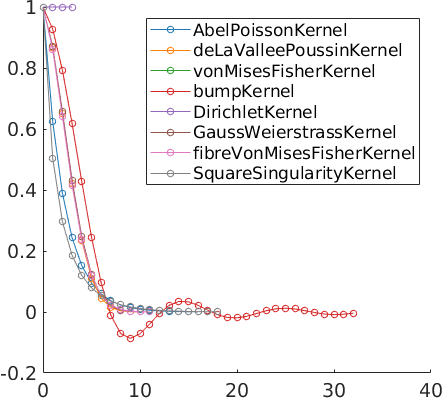 1
0.8
0.6
0.4
0.2
0
-0.2
0 10 20 30 40
AbelPoissonKernel
deLaValleePoussinKernel
vonMisesFisherKernel
bumpKernel
DirichletKernel
GaussWeierstrassKernel
fibreVonMisesFisherKernel
SquareSingularityKernel